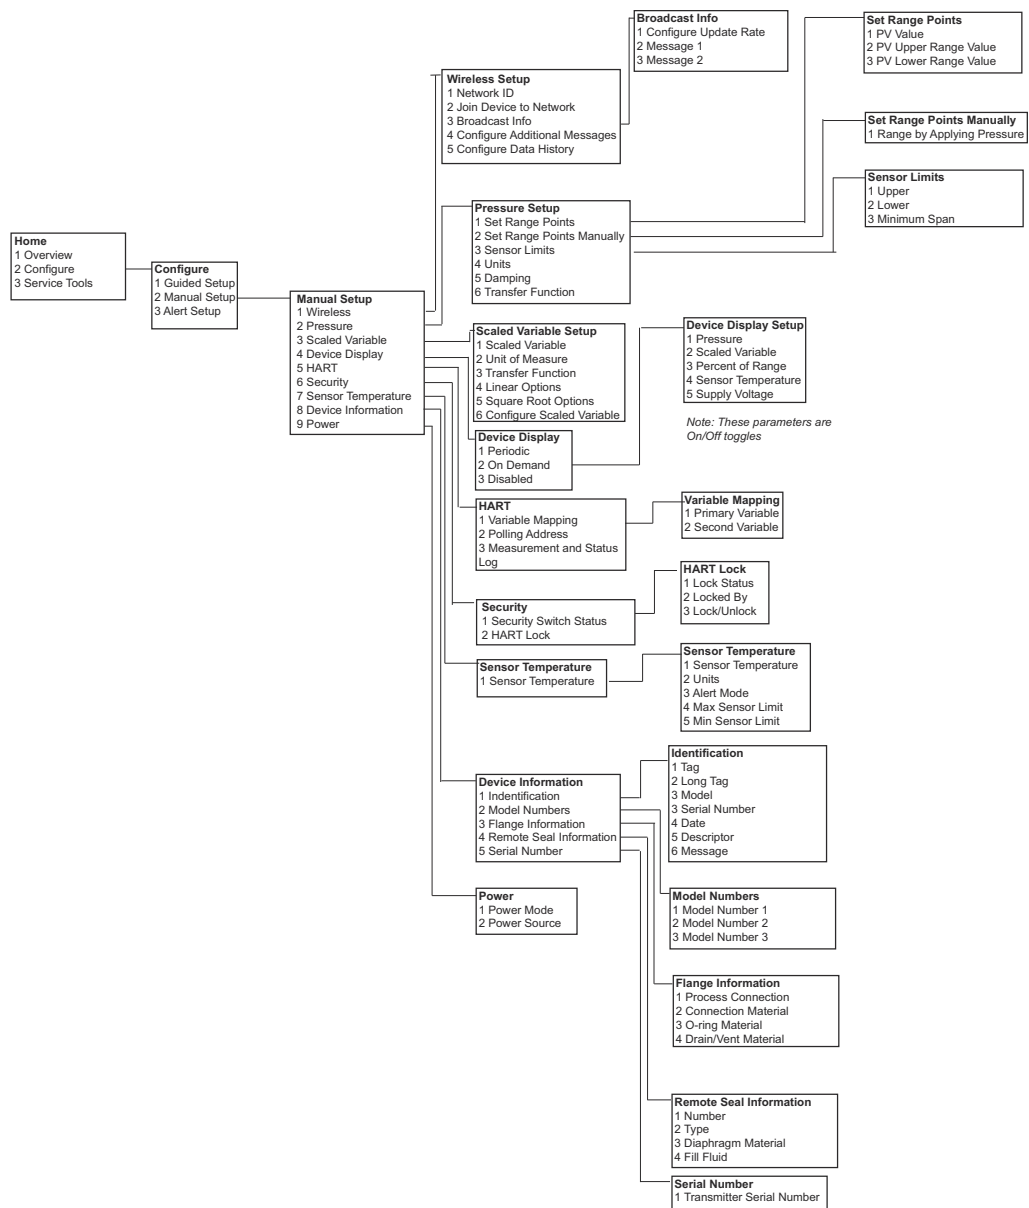 Home
1 Overview
2 Configure
3 Service Tools
Configure
1 Guided Setup
2 Manual Setup
3 Alert Setup
Manual Setup
1 Wireless
2 Pressure
3 Scaled Variable
4 Device Display
5 HART
6 Security
7 Sensor Temperature
8 Device Information
9 Power
Wireless Setup
1 Network ID
2 Join Device to Network
3 Broadcast Info
4 Configure Additional Messages
5 Configure Data History
Broadcast Info
1 Configure Update Rate
2 Message 1
3 Message 2
Pressure Setup
1 Set Range Points
2 Set Range Points Manually
3 Sensor Limits
4 Units
5 Damping
6 Transfer Function
Set Range Points
1 PV Value
2 PV Upper Range Value
3 PV Lower Range Value
Set Range Points Manually
1 Range by Applying Pressure
Sensor Limits
1 Upper
2 Lower
3 Minimum Span
Scaled Variable Setup
1 Scaled Variable
2 Unit of Measure
3 Transfer Function
4 Linear Options
5 Square Root Options
6 Configure Scaled Variable
Device Display
1 Periodic
2 On Demand
3 Disabled
Device Display Setup
1 Pressure
2 Scaled Variable
3 Percent of Range
4 Sensor Temperature
5 Supply Voltage
Note: These parameters are
On/Off toggles
HART
1 Variable Mapping
2 Polling Address
3 Measurement and Status
Log
Variable Mapping
1 Primary Variable
2 Second Variable
Security
1 Security Switch Status
2 HART Lock
HART Lock
1 Lock Status
2 Locked By
3 Lock/Unlock
Sensor Temperature
1 Sensor Temperature
Sensor Temperature
1 Sensor Temperature
2 Units
3 Alert Mode
4 Max Sensor Limit
5 Min Sensor Limit
Device Information
1 Indentification
2 Model Numbers
3 Flange Information
4 Remote Seal Information
5 Serial Number
Identification
1 Tag
2 Long Tag
3 Model
3 Serial Number
4 Date
5 Descriptor
6 Message
Model Numbers
1 Model Number 1
2 Model Number 2
3 Model Number 3
Flange Information
1 Process Connection
2 Connection Material
3 O-ring Material
4 Drain/Vent Material
Remote Seal Information
1 Number
2 Type
3 Diaphragm Material
4 Fill Fluid
Serial Number
1 Transmitter Serial Number
Power
1 Power Mode
2 Power Source